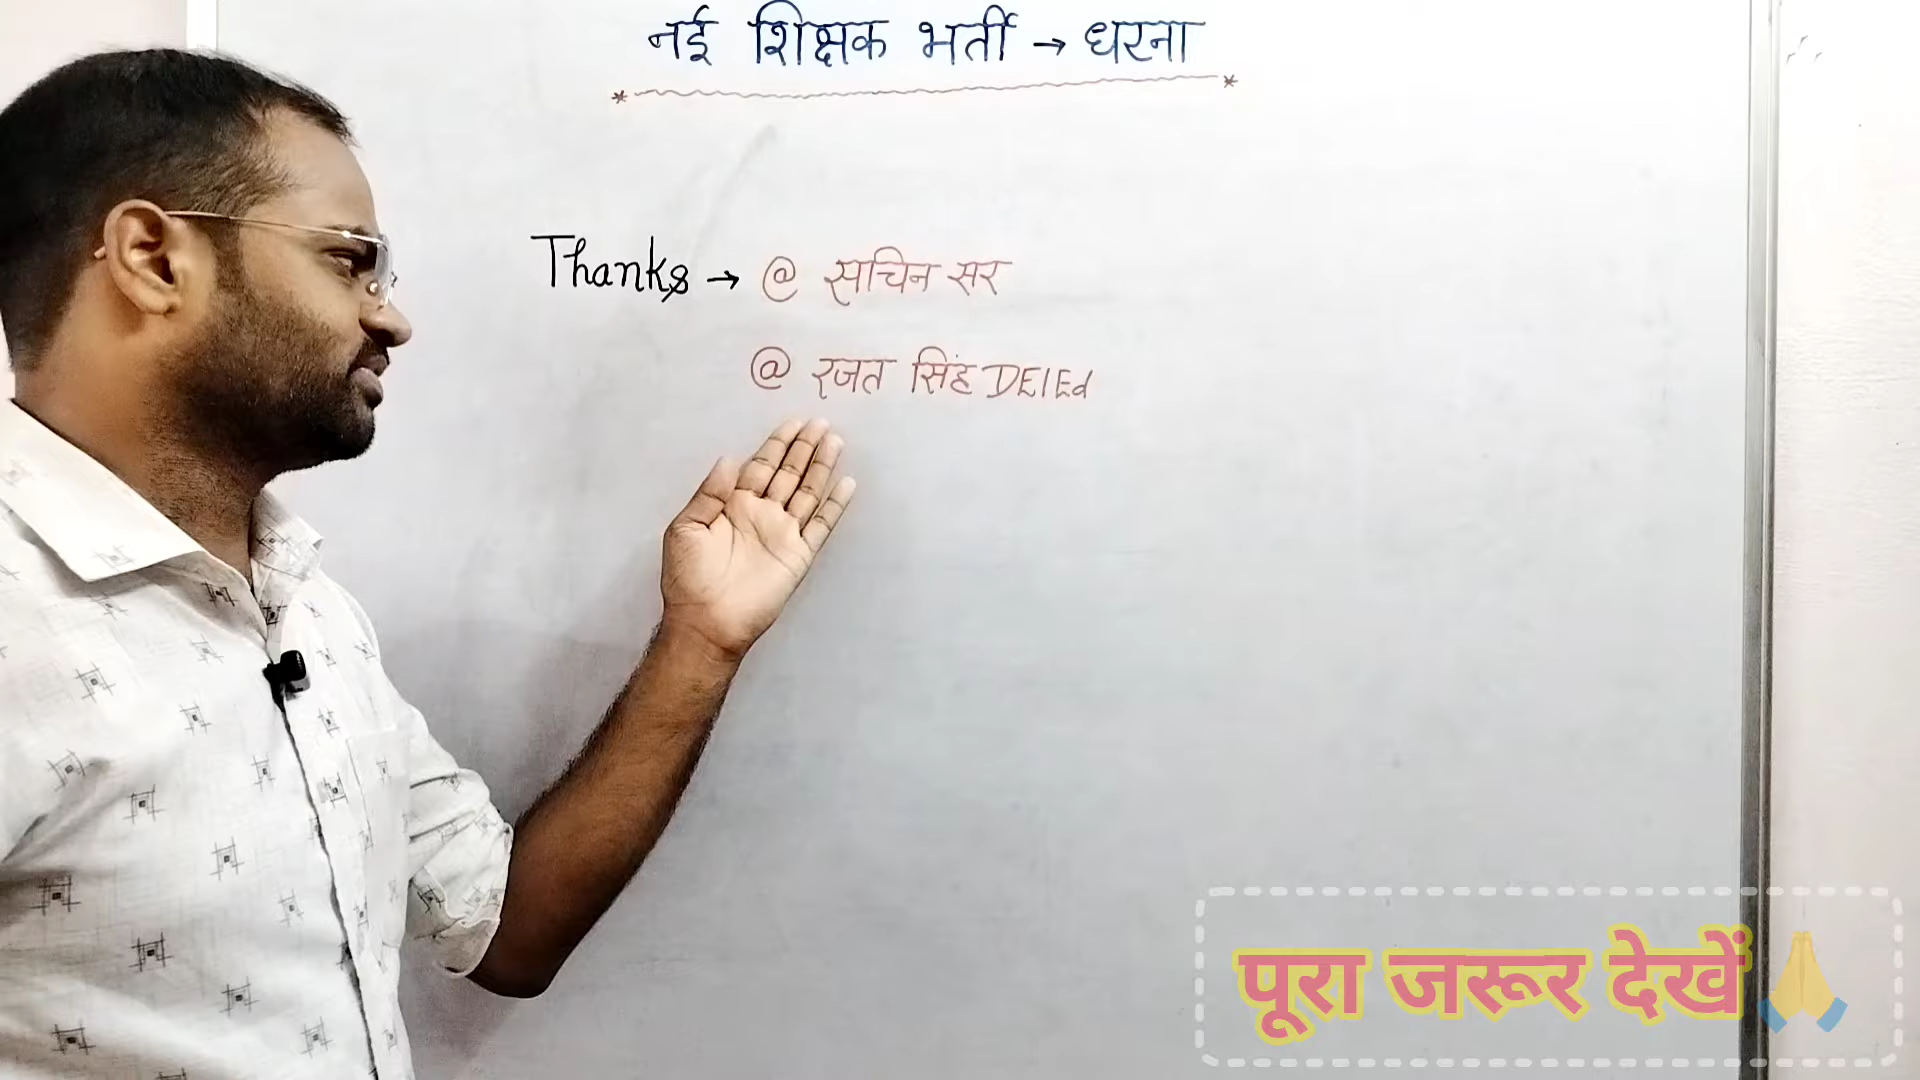 नई शिक्षक भर्ती → धरना
Thanks → @ सचिन सर
@ रजत सिंह DElEd
पूरा जरूर देखें🙏